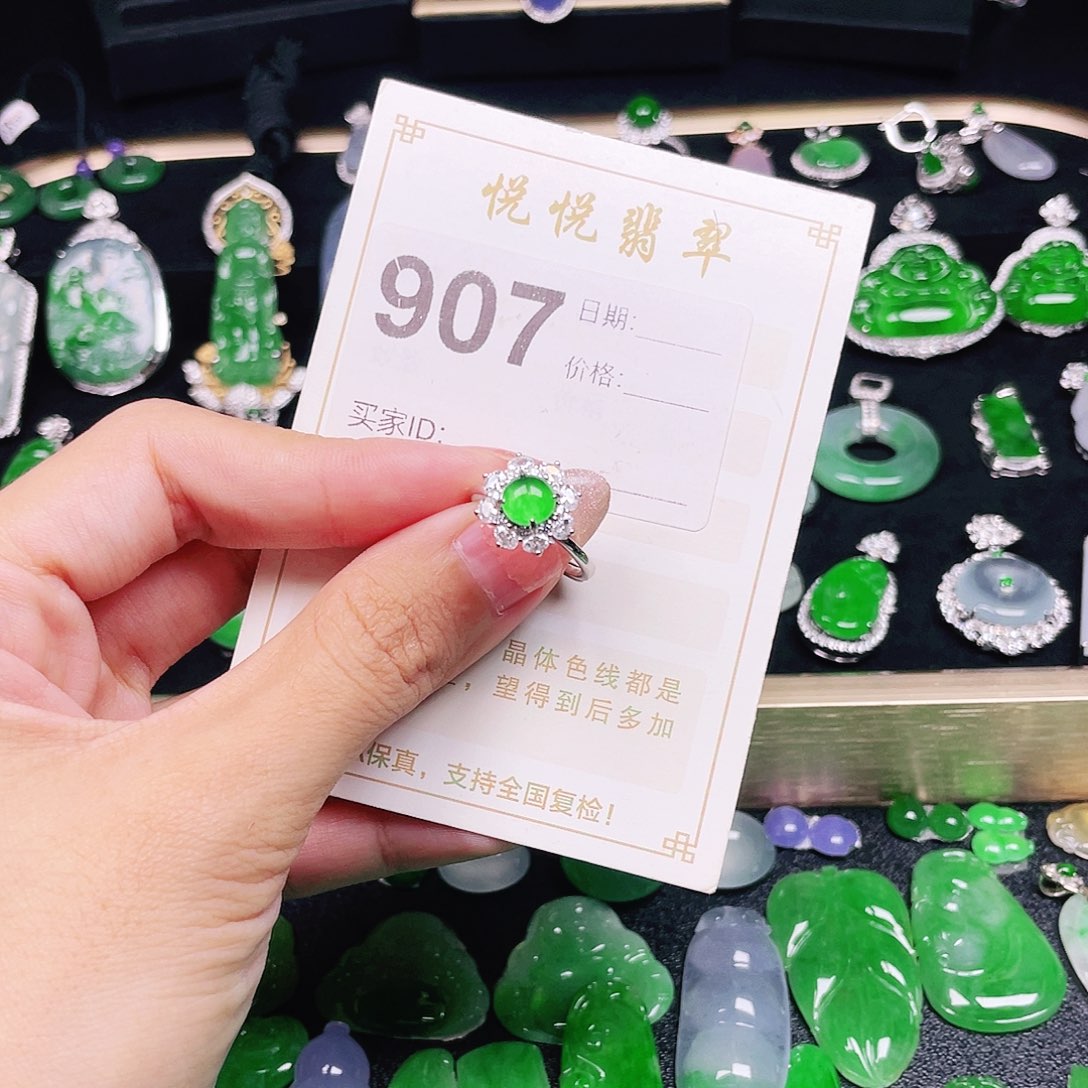 悦悦翡翠
907
日期:
价格:
买家ID:
晶体色线都是
，望得到后多加
保真，支持全国复检!